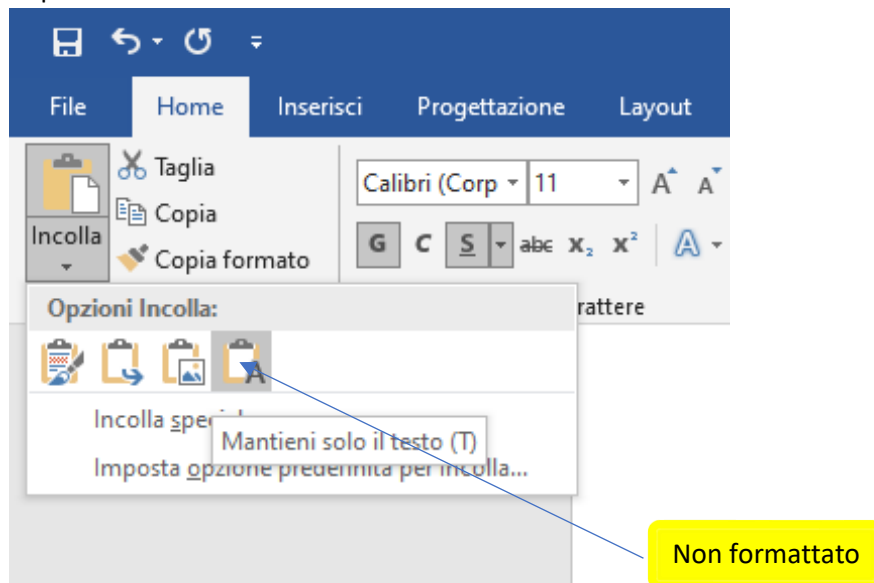 File Home Inserisci Progettazione Layout
Taglia
Calibri (Corp 11 A A
Copia
Incolla
G C S abc x₂ x² A
Copia formato
Opzioni Incolla:
rattere
A
Incolla
Mantieni solo il testo (T)
Imposta opzione predefinita per incolla...
Non formattato